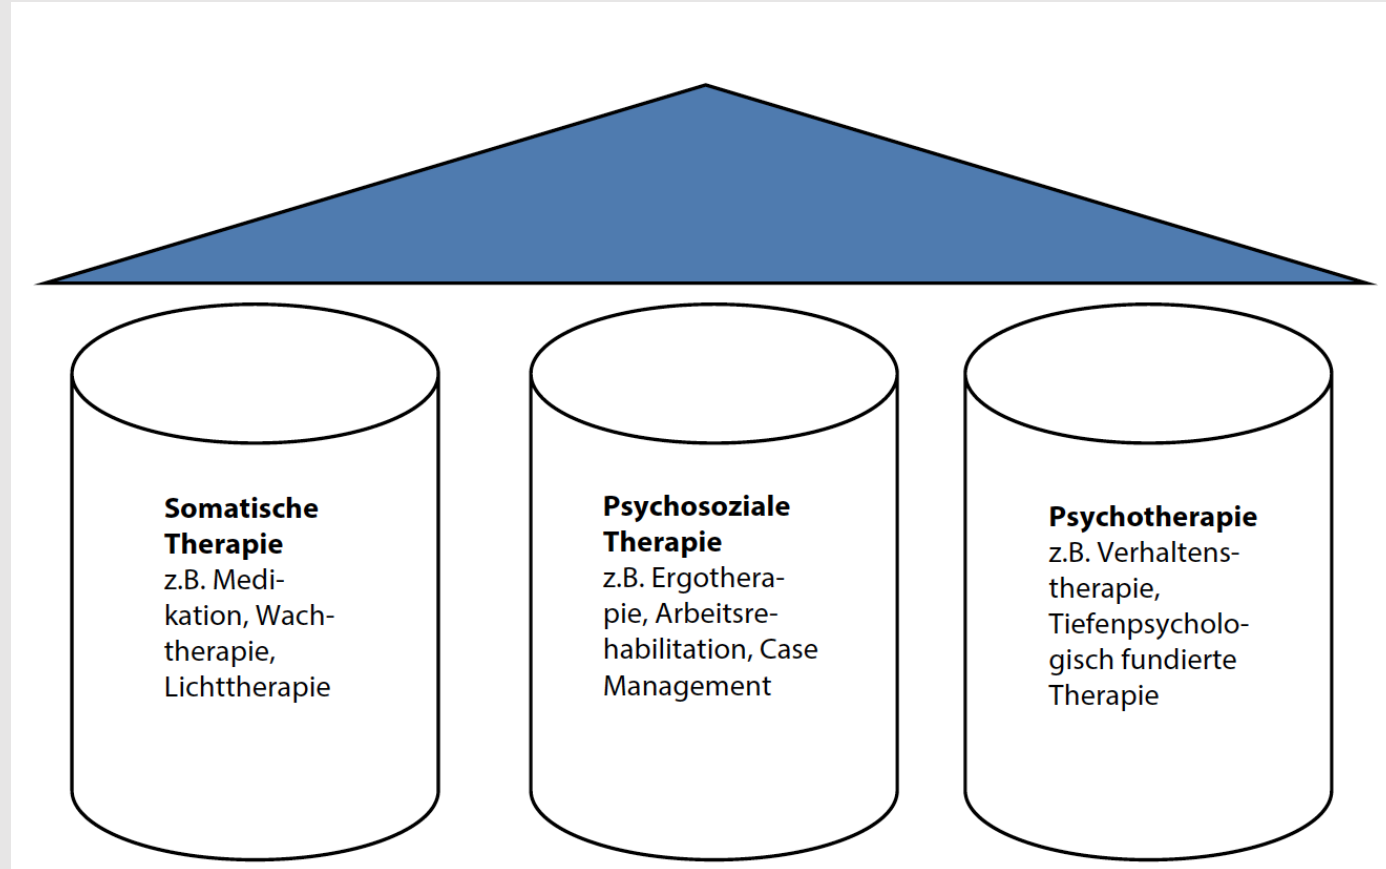 Somatische
Therapie
z.B. Medi-
kation, Wach-
therapie,
Lichttherapie
Psychosoziale
Therapie
z.B. Ergothera-
pie, Arbeitsre-
habilitation, Case
Management
Psychotherapie
z.B. Verhaltens-
therapie,
Tiefenpsycholo-
gisch fundierte
Therapie